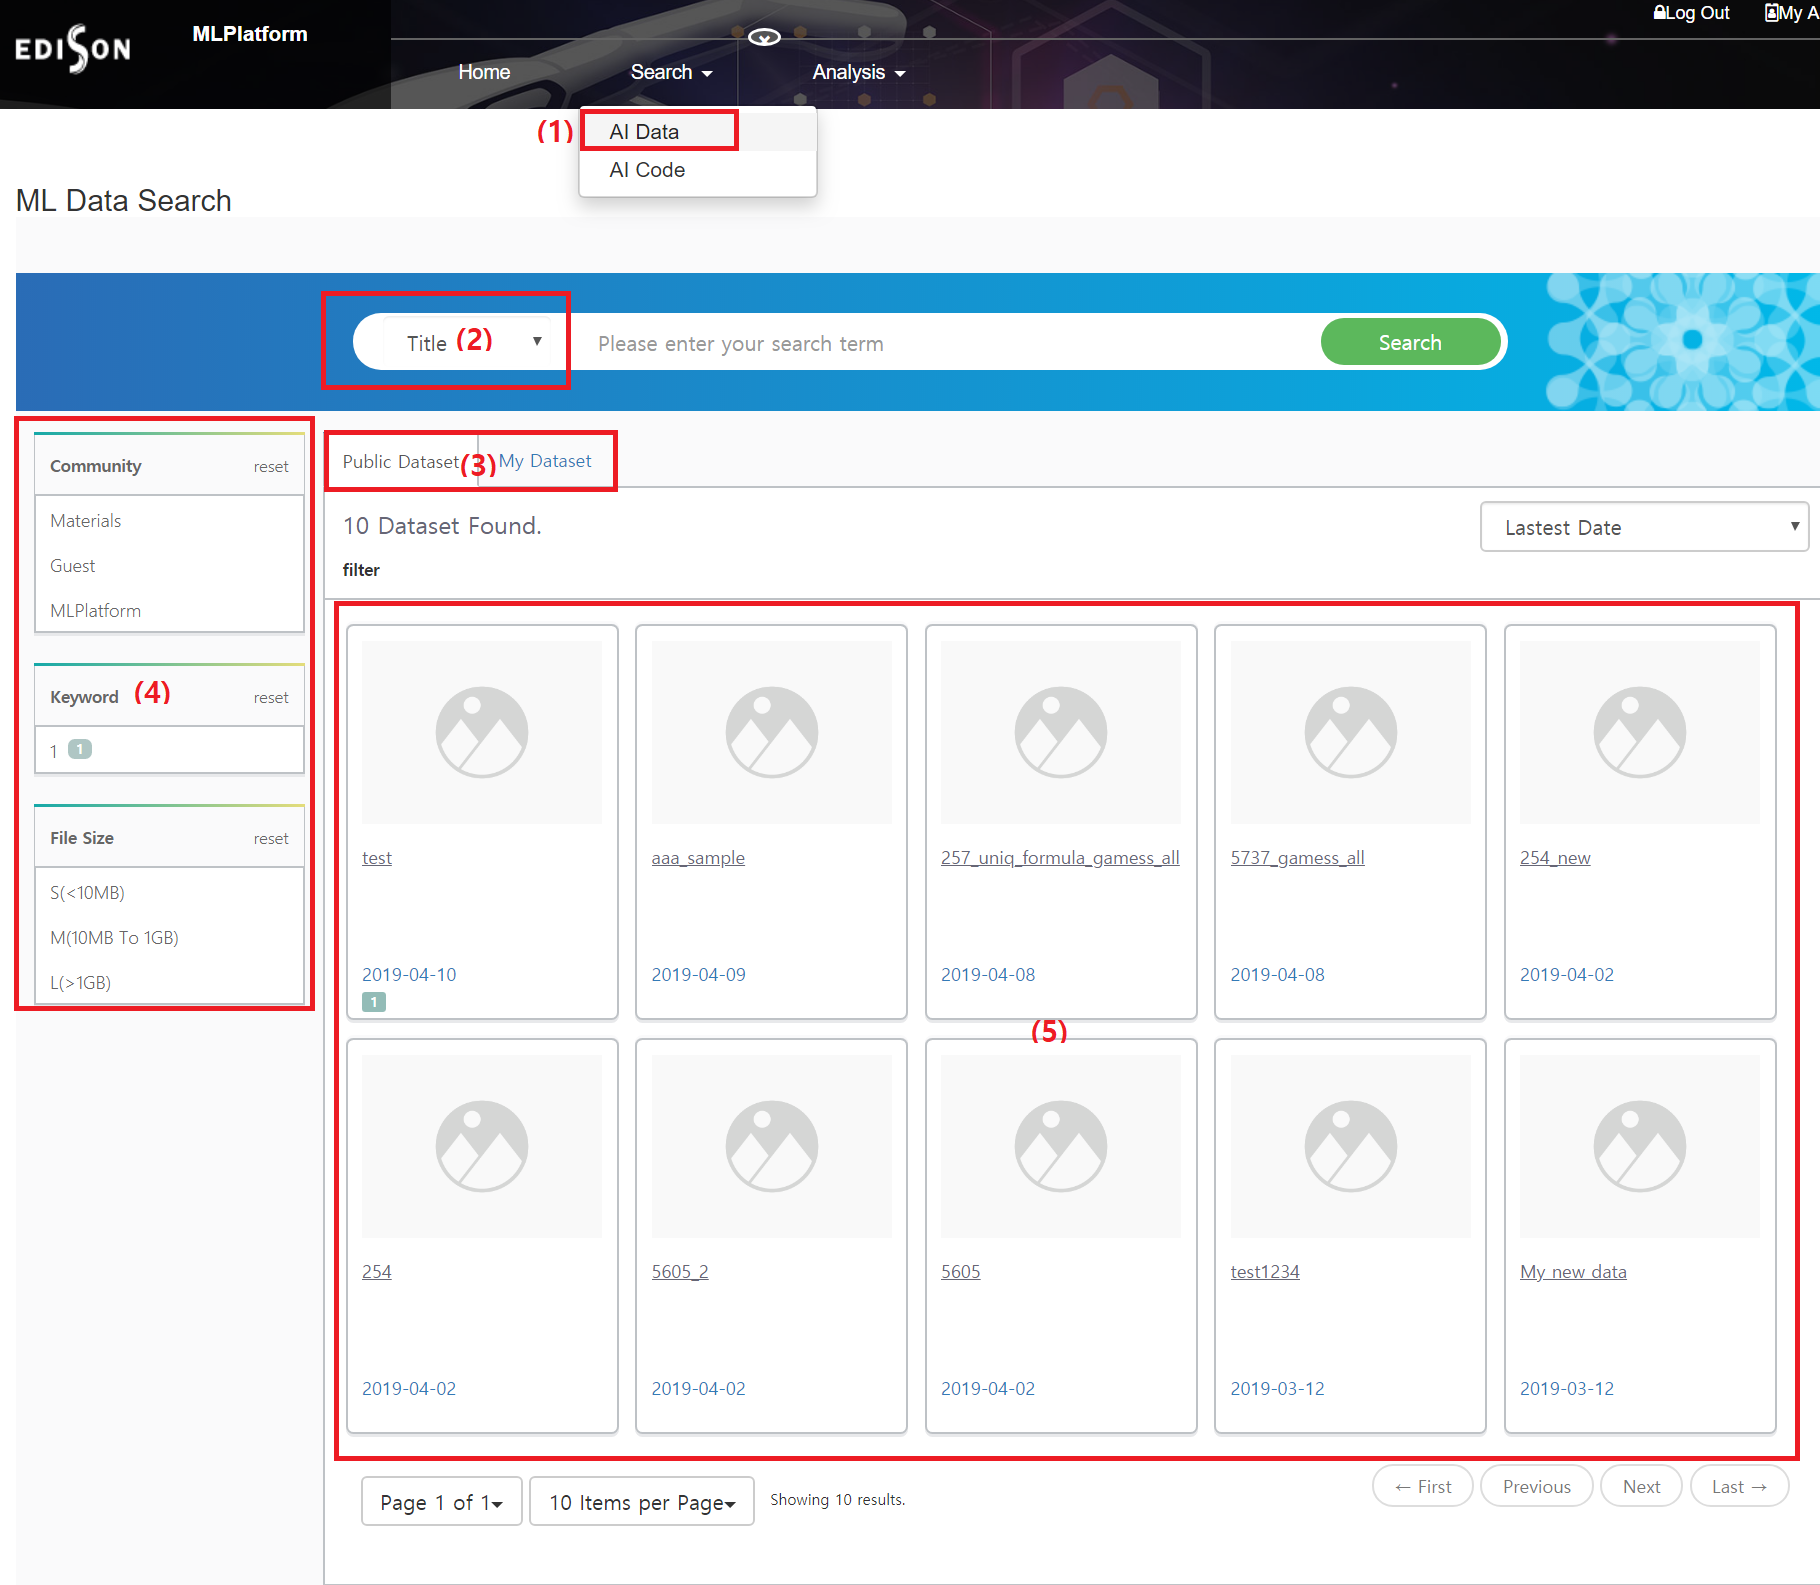 EDISON
MLPlatform
Log Out My A
Home Search Analysis
(1) AI Data
AI Code
ML Data Search
Title (2) Please enter your search term Search
Public Dataset (3) My Dataset
Community reset
Materials
Guest
MLPlatform
Keyword (4) reset
1 1
File Size reset
S(<10MB)
M(10MB To 1GB)
L(>1GB)
10 Dataset Found.
Lastest Date
filter
test aaa_sample 257_uniq_formula_gamess_all 5737_gamess_all 254_new
2019-04-10 2019-04-09 2019-04-08 2019-04-08 2019-04-02
1
(5)
254 5605_2 5605 test1234 My new data
2019-04-02 2019-04-02 2019-04-02 2019-03-12 2019-03-12
Page 1 of 1 10 Items per Page Showing 10 results. ← First Previous Next Last →